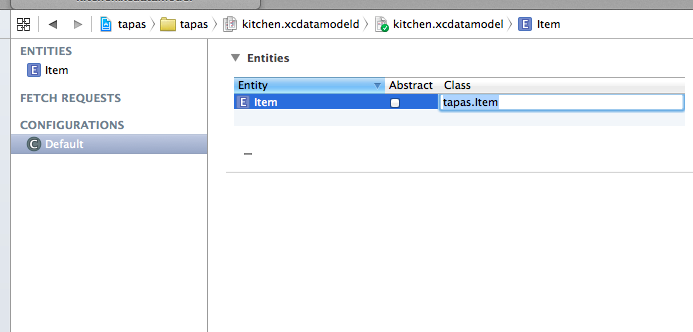 tapas tapas kitchen.xcdatamodeld kitchen.xcdatamodel E Item
ENTITIES
E Item
FETCH REQUESTS
CONFIGURATIONS
C Default
Entities
Entity Abstract Class
E Item tapas.Item